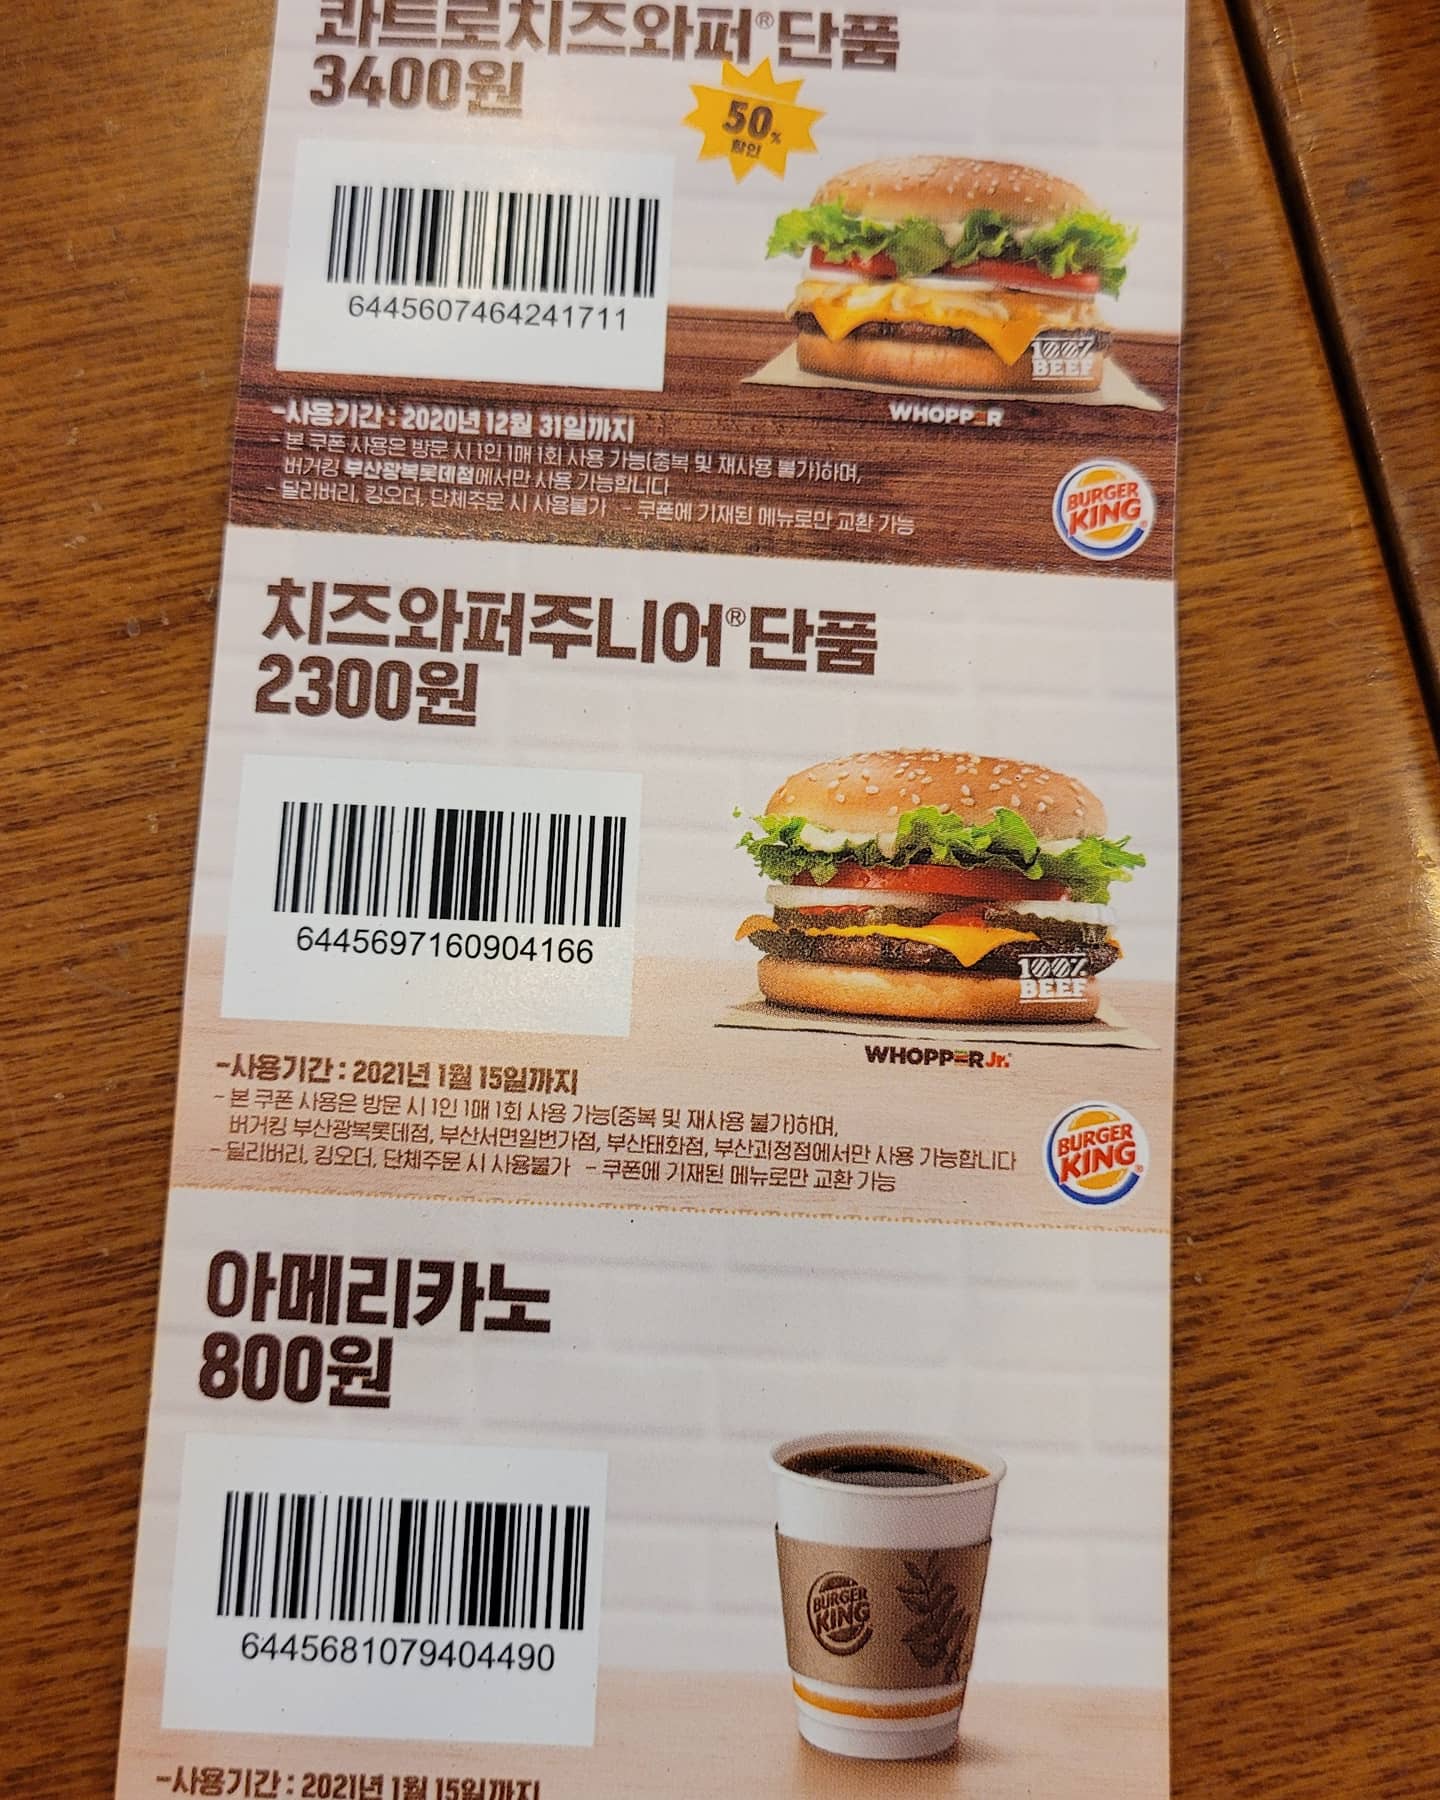 콰트로치즈와퍼® 단품
3400원
50%
할인
6445607464241711
100%
BEEF
WHOPPER
-사용기간 : 2020년 12월 31일까지
- 본 쿠폰 사용은 방문 시 1인 1매 1회 사용 가능(중복 및 재사용 불가)하며,
버거킹 부산광복롯데점에서만 사용 가능합니다
- 딜리버리, 킹오더, 단체주문 시 사용불가 - 쿠폰에 기재된 메뉴로만 교환 가능
BURGER
KING®
치즈와퍼주니어® 단품
2300원
6445697160904166
100%
BEEF
WHOPPER Jr.
-사용기간 : 2021년 1월 15일까지
- 본 쿠폰 사용은 방문 시 1인 1매 1회 사용 가능(중복 및 재사용 불가)하며,
버거킹 부산광복롯데점, 부산서면일번가점, 부산태화점, 부산괴정점에서만 사용 가능합니다
- 딜리버리, 킹오더, 단체주문 시 사용불가 - 쿠폰에 기재된 메뉴로만 교환 가능
BURGER
KING®
아메리카노
800원
6445681079404490
BURGER
KING
-사용기간 : 2021년 1월 15일까지